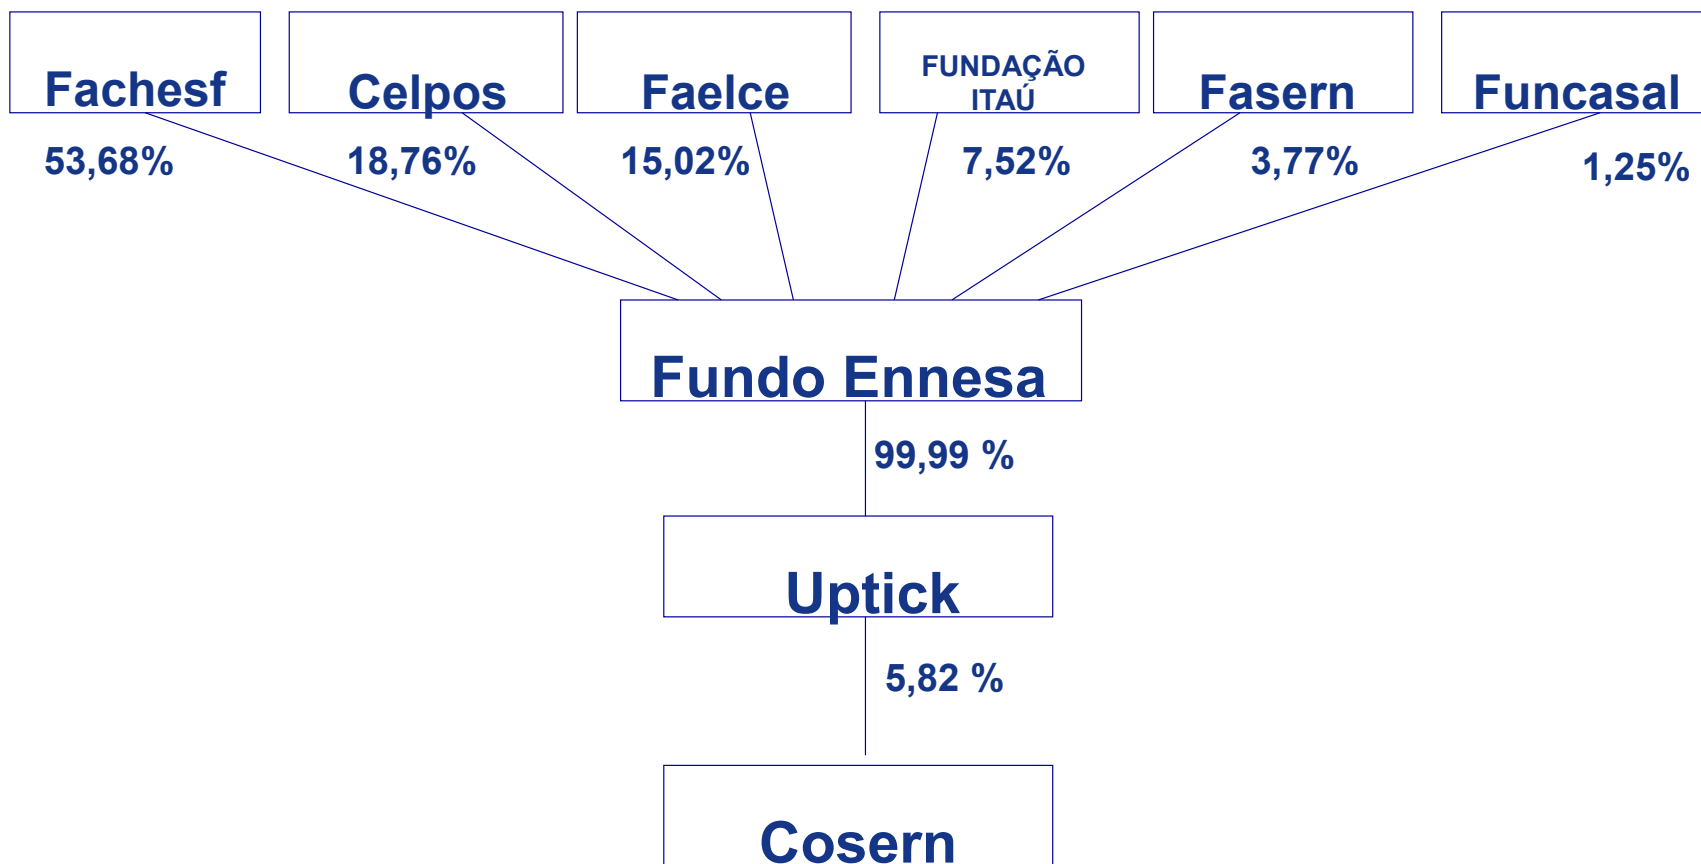 Fachesf
Celpos
Faelce
FUNDAÇÃO
ITAÚ
Fasern
Funcasal
53,68%
18,76%
15,02%
7,52%
3,77%
1,25%
Fundo Ennesa
99,99 %
Uptick
5,82 %
Cosern